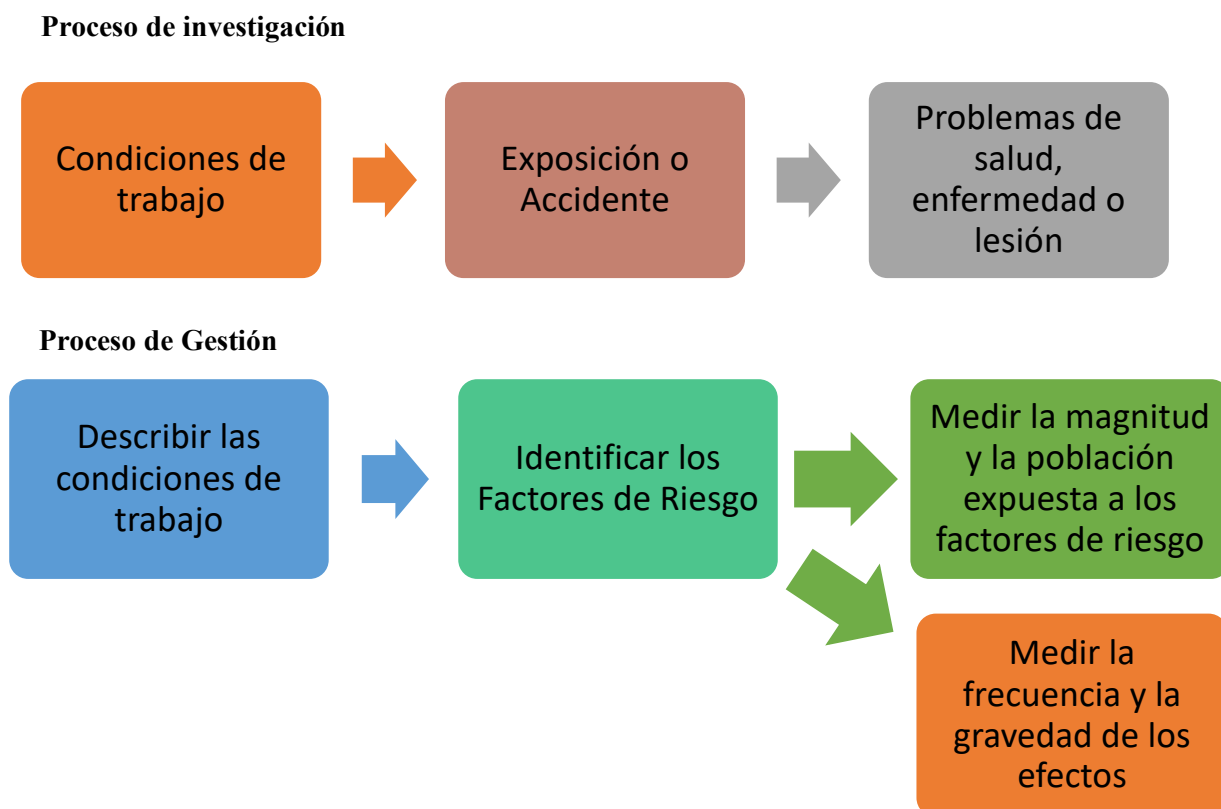 Proceso de investigación
Condiciones de
trabajo
Exposición o
Accidente
Problemas de
salud,
enfermedad o
lesión
Proceso de Gestión
Describir las
condiciones de
trabajo
Identificar los
Factores de Riesgo
Medir la magnitud
y la población
expuesta a los
factores de riesgo
Medir la
frecuencia y la
gravedad de los
efectos